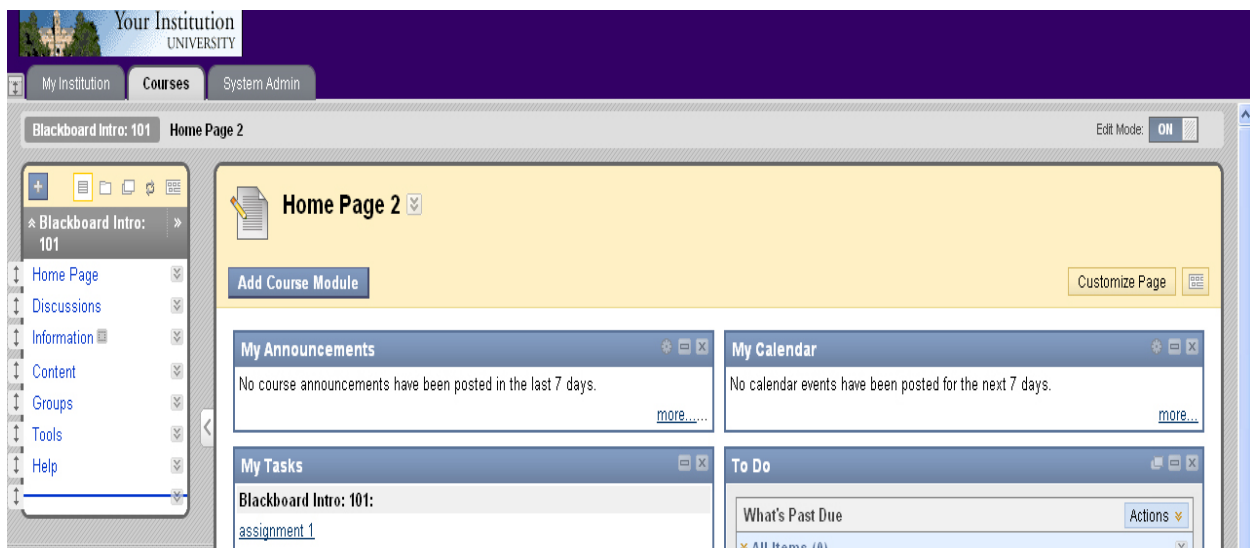 Your Institution
UNIVERSITY
My Institution
Courses
System Admin
Blackboard Intro: 101
Home Page 2
Edit Mode:
ON
Blackboard Intro:
101
Home Page
Discussions
Information
Content
Groups
Tools
Help
Home Page 2
Add Course Module
Customize Page
My Announcements
No course announcements have been posted in the last 7 days.
more......
My Calendar
No calendar events have been posted for the next 7 days.
more...
My Tasks
Blackboard Intro: 101:
assignment 1
To Do
What's Past Due
Actions
All Items (0)